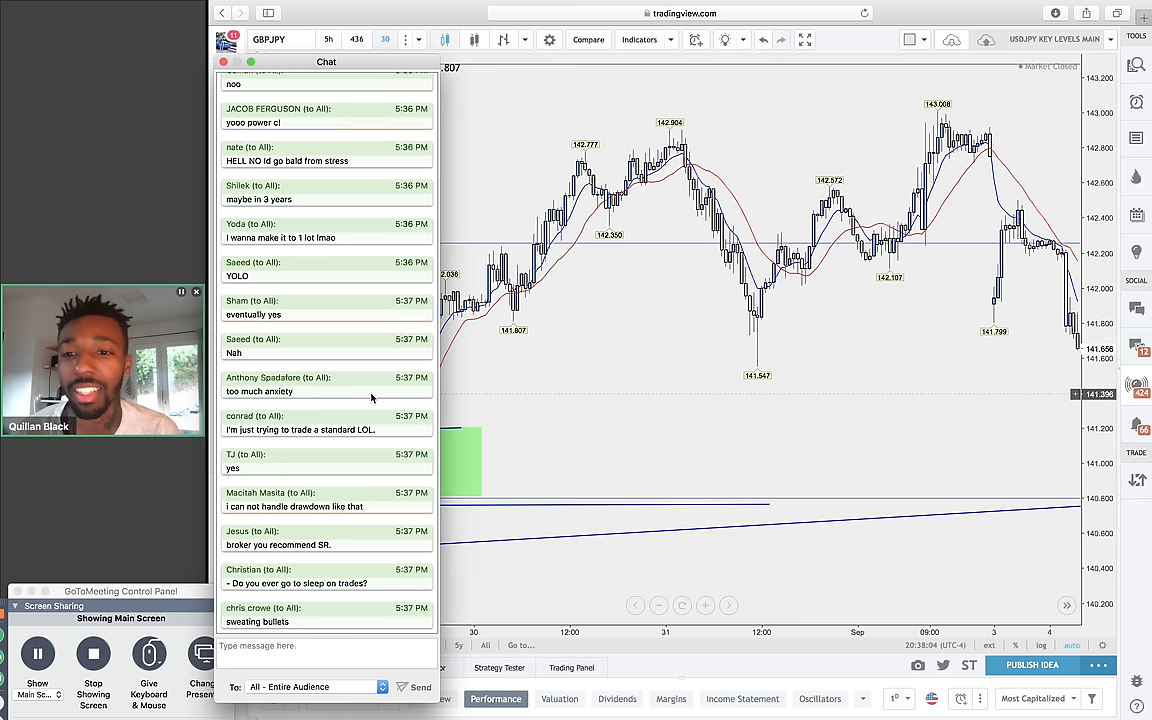 tradingview.com
11
GBPJPY
5h
436
30
Compare
Indicators
USDJPY KEY LEVELS MAIN
TOOLS
Chat
.807
Market Closed
noo
JACOB FERGUSON (to All):
5:36 PM
yooo power c!
nate (to All):
5:36 PM
HELL NO Id go bald from stress
Shilek (to All):
5:36 PM
maybe in 3 years
Yoda (to All):
5:36 PM
I wanna make it to 1 lot lmao
Saeed (to All):
5:36 PM
YOLO
Sham (to All):
5:37 PM
eventually yes
Saeed (to All):
5:37 PM
Nah
Anthony Spadafore (to All):
5:37 PM
too much anxiety
conrad (to All):
5:37 PM
I'm just trying to trade a standard LOL.
TJ (to All):
5:37 PM
yes
Macitah Masita (to All):
5:37 PM
i can not handle drawdown like that
Jesus (to All):
5:37 PM
broker you recommend SR.
Christian (to All):
5:37 PM
- Do you ever go to sleep on trades?
chris crowe (to All):
5:37 PM
sweating bullets
Type message here...
To:
All - Entire Audience
Send
Quillan Black
GoToMeeting Control Panel
Screen Sharing
Showing Main Screen
Show
Main Sc...
Stop
Showing
Screen
Give
Keyboard
& Mouse
Chang
Presen
2.036
141.807
142.777
142.350
142.904
141.547
142.572
142.107
143.008
141.799
143.200
143.000
142.800
142.600
142.400
142.200
142.000
141.800
141.656
141.600
141.396
141.200
141.000
140.800
140.600
140.400
140.200
30
12:00
31
12:00
Sep
09:00
3
4
5y
All
Go to...
20:38:04 (UTC-4)
ext
%
log
auto
or
Strategy Tester
Trading Panel
ST
PUBLISH IDEA
ew
Performance
Valuation
Dividends
Margins
Income Statement
Oscillators
1D
Most Capitalized
SOCIAL
12
424
66
TRADE